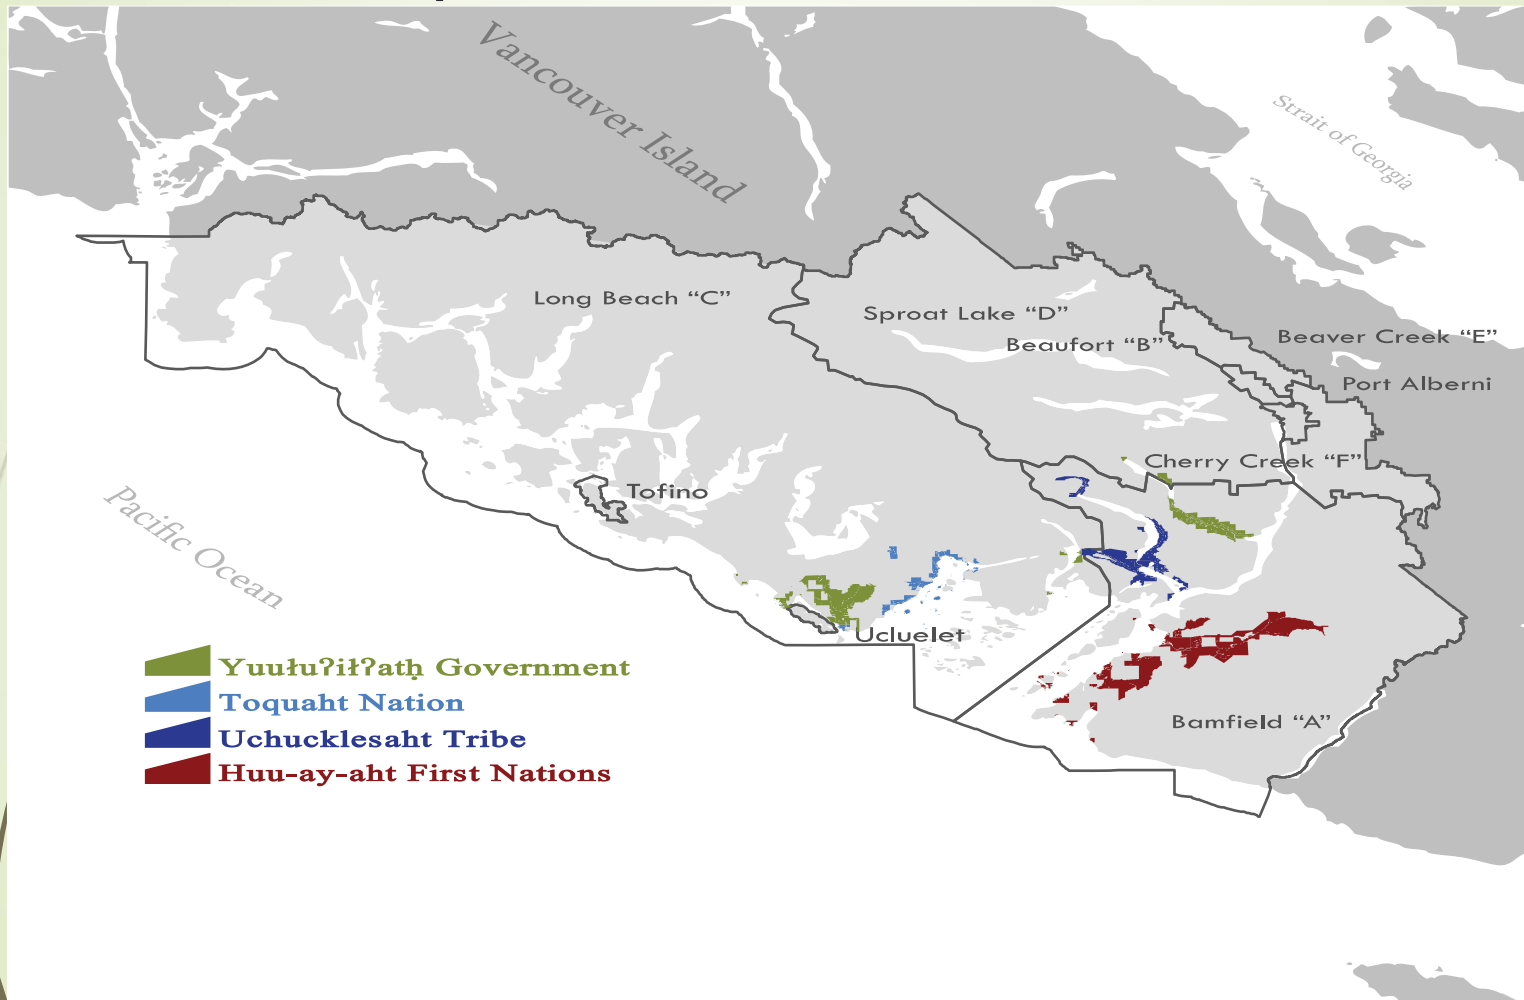 Vancouver Island
Strait of Georgia
Long Beach “C”
Sproat Lake “D”
Beaufort “B”
Beaver Creek “E”
Port Alberni
Cherry Creek “F”
Tofino
Pacific Ocean
Ucluelet
Bamfield “A”
Yuułuʔiłʔatḥ Government
Toquaht Nation
Uchucklesaht Tribe
Huu-ay-aht First Nations